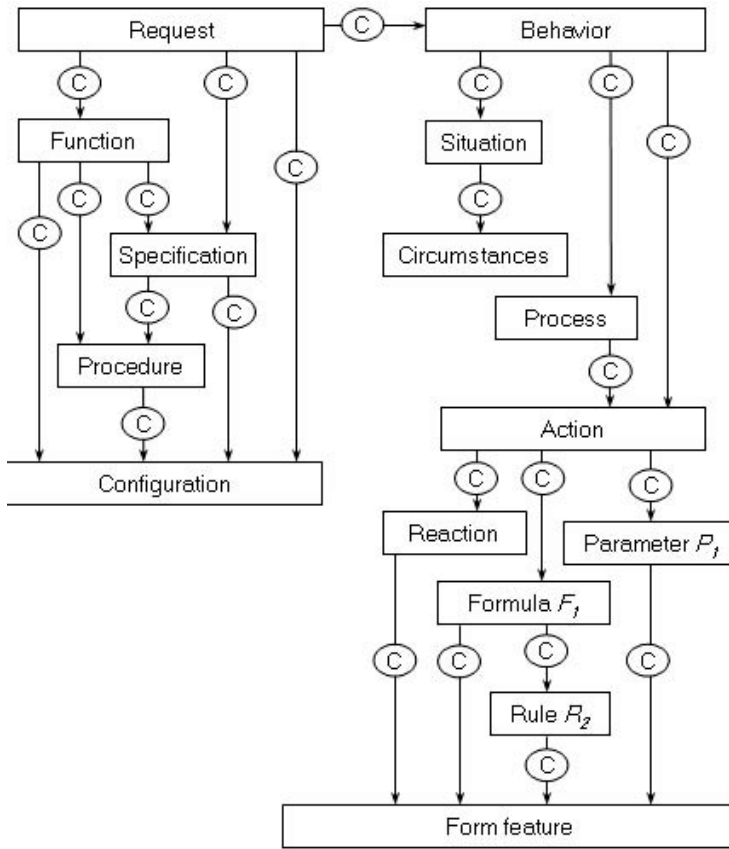 Request
C
Behavior
C
C
C
C
Function
Situation
C
C
C
C
C
C
Specification
Circumstances
C
C
Process
Procedure
C
C
Action
Configuration
C
C
C
Reaction
Parameter P1
Formula F1
C
C
C
C
Rule R2
C
Form feature